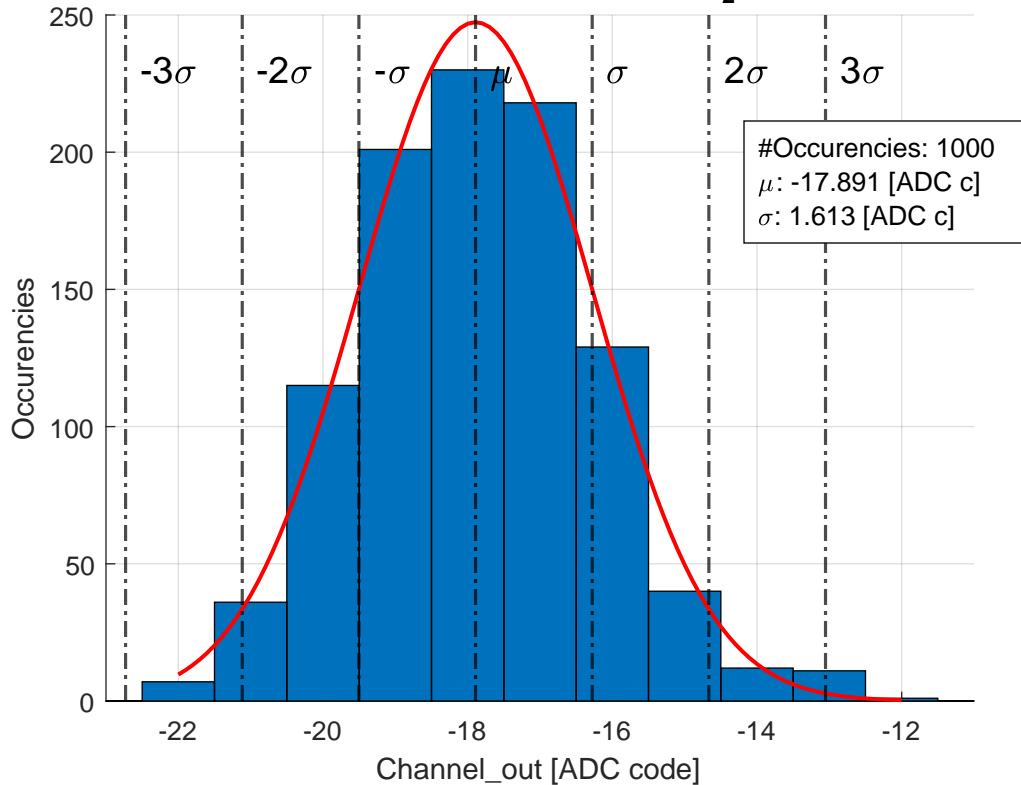 250
200
150
100
50
0
-3σ
-2σ
-σ
μ
σ
2σ
3σ
#Occurencies: 1000
μ: -17.891 [ADC c]
σ: 1.613 [ADC c]
Occurencies
-22
-20
-18
-16
-14
-12
Channel_out [ADC code]